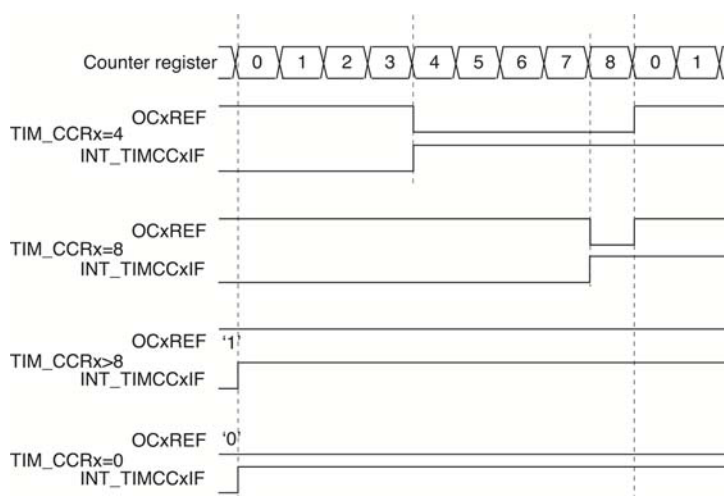 Counter register 0 1 2 3 4 5 6 7 8 0 1
OCxREF
TIM_CCRx=4
INT_TIMCCxIF
OCxREF
TIM_CCRx=8
INT_TIMCCxIF
OCxREF '1'
TIM_CCRx>8
INT_TIMCCxIF
OCxREF '0'
TIM_CCRx=0
INT_TIMCCxIF